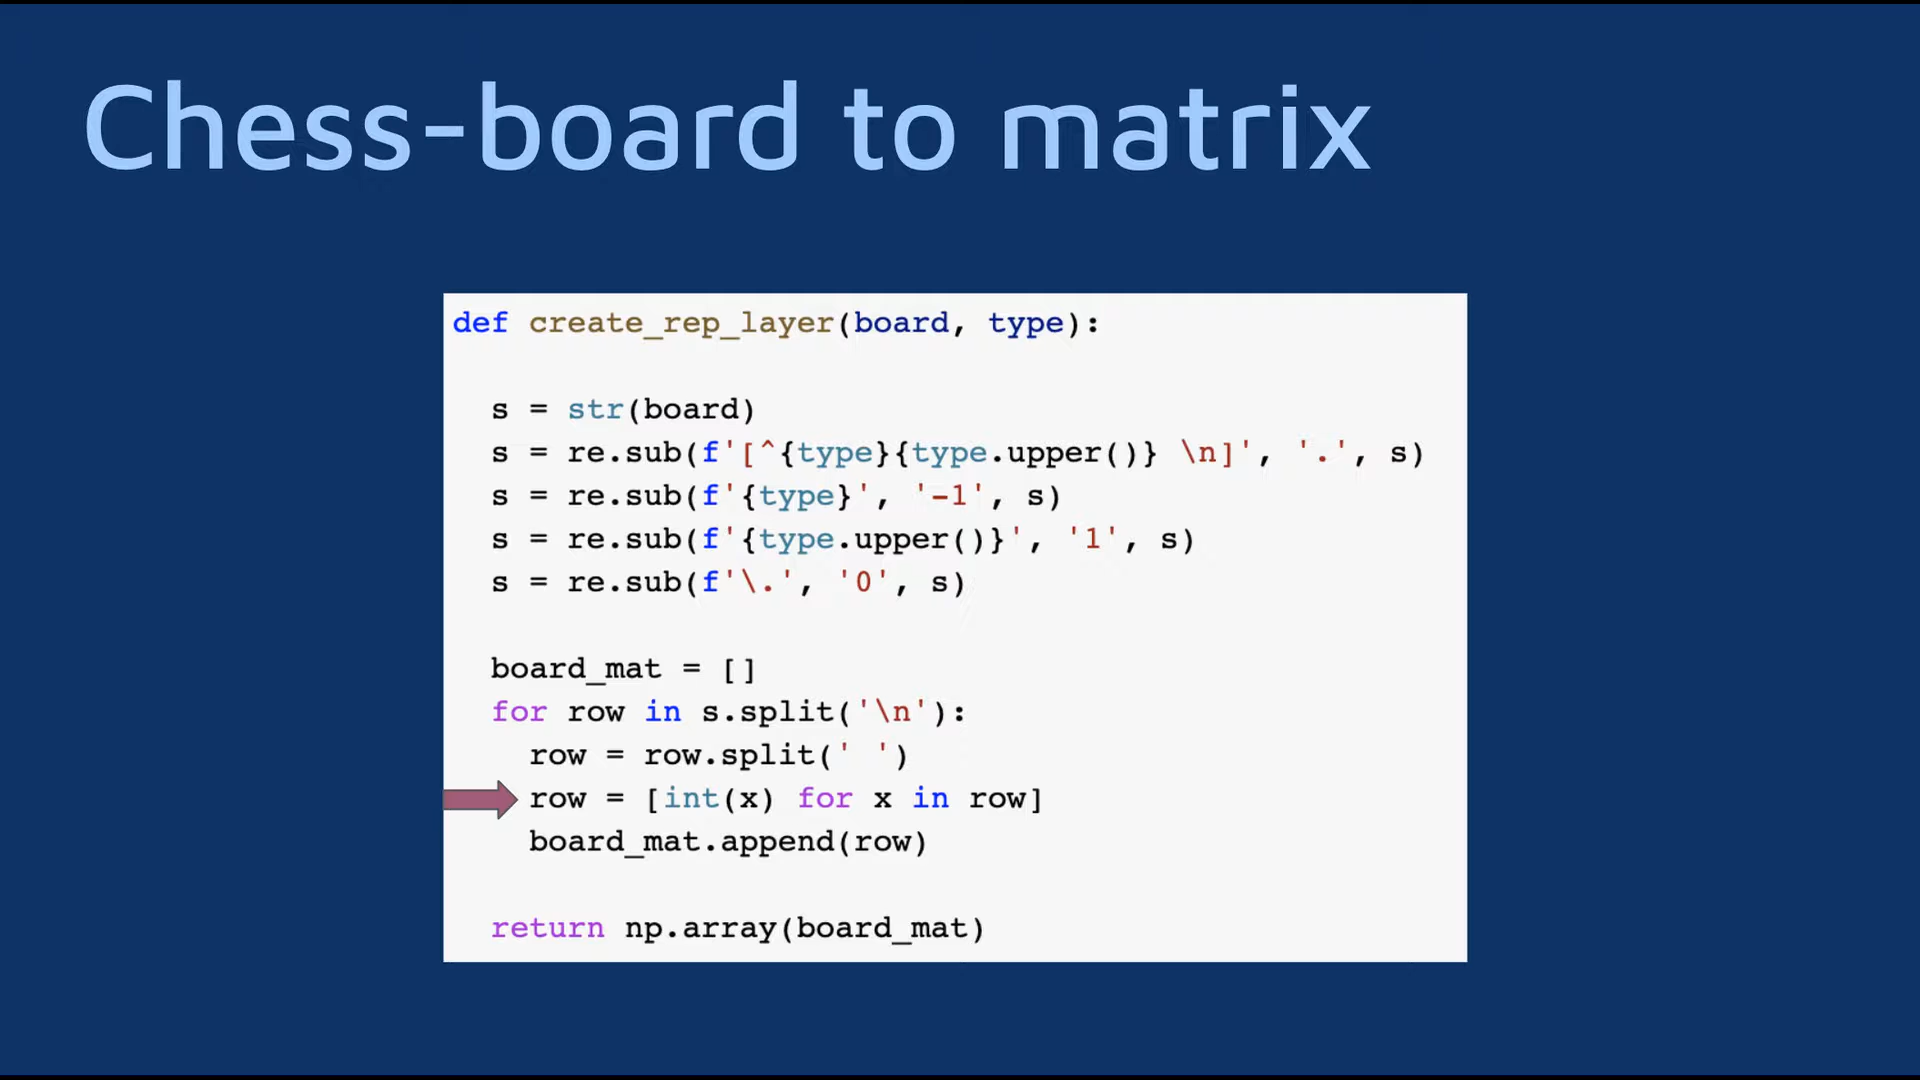 Chess-board to matrix
def create_rep_layer(board, type):
s = str(board)
s = re.sub(f'[^{type}{type.upper()} \n]', '.', s)
s = re.sub(f'{type}', '-1', s)
s = re.sub(f'{type.upper()}', '1', s)
s = re.sub(f'\.', '0', s)
board_mat = []
for row in s.split('\n'):
row = row.split(' ')
row = [int(x) for x in row]
board_mat.append(row)
return np.array(board_mat)